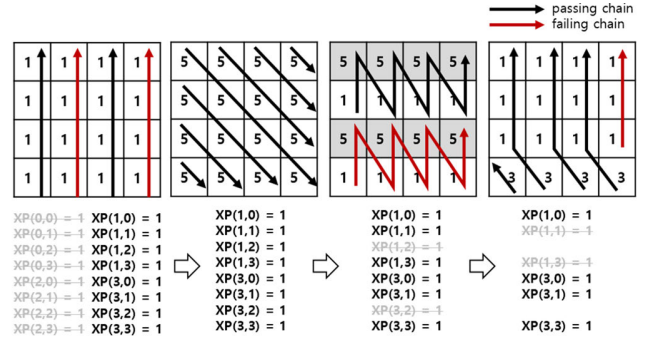 passing chain
failing chain
1 1 1 1
1 1 1 1
1 1 1 1
1 1 1 1
5 5 5 5
5 5 5 5
5 5 5 5
5 5 5 5
5 5 5 5
1 1 1 1
5 5 5 5
1 1 1 1
1 1 1 1
1 1 1 1
1 1 1 1
3 3 3 3
XP(0,0) = 1 XP(1,0) = 1
XP(0,1) = 1 XP(1,1) = 1
XP(0,2) = 1 XP(1,2) = 1
XP(0,3) = 1 XP(1,3) = 1
XP(2,0) = 1 XP(3,0) = 1
XP(2,1) = 1 XP(3,1) = 1
XP(2,2) = 1 XP(3,2) = 1
XP(2,3) = 1 XP(3,3) = 1
XP(1,0) = 1
XP(1,1) = 1
XP(1,2) = 1
XP(1,3) = 1
XP(3,0) = 1
XP(3,1) = 1
XP(3,2) = 1
XP(3,3) = 1
XP(1,0) = 1
XP(1,1) = 1
XP(1,2) = 1
XP(1,3) = 1
XP(3,0) = 1
XP(3,1) = 1
XP(3,2) = 1
XP(3,3) = 1
XP(1,0) = 1
XP(1,1) = 1
XP(1,3) = 1
XP(3,0) = 1
XP(3,1) = 1
XP(3,3) = 1